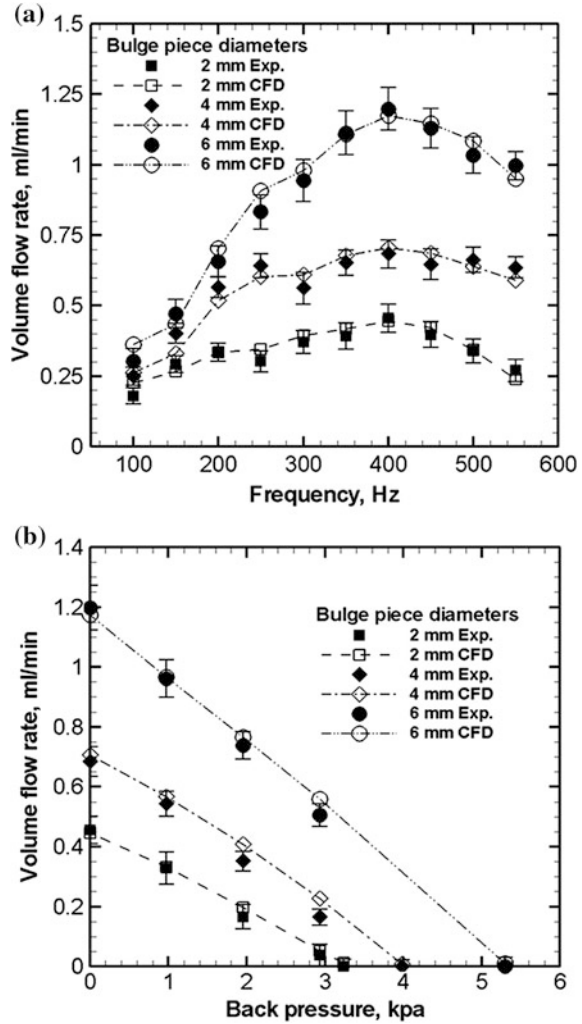 (a)
1.5
1.25
1
0.75
0.5
0.25
0
Volume flow rate, ml/min
Bulge piece diameters
2 mm Exp.
2 mm CFD
4 mm Exp.
4 mm CFD
6 mm Exp.
6 mm CFD
100 200 300 400 500 600
Frequency, Hz
(b)
1.4
1.2
1
0.8
0.6
0.4
0.2
0
Volume flow rate, ml/min
Bulge piece diameters
2 mm Exp.
2 mm CFD
4 mm Exp.
4 mm CFD
6 mm Exp.
6 mm CFD
0 1 2 3 4 5 6
Back pressure, kpa